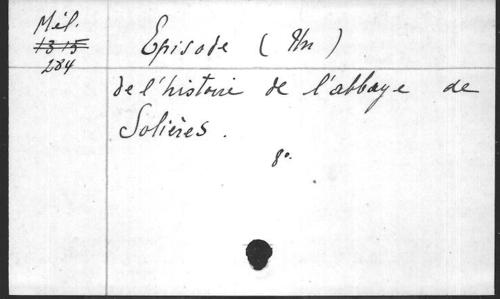 Mél.
1315
284
Episode (Un)
de l'histoire de l'abbaye de
Solières.
8°.